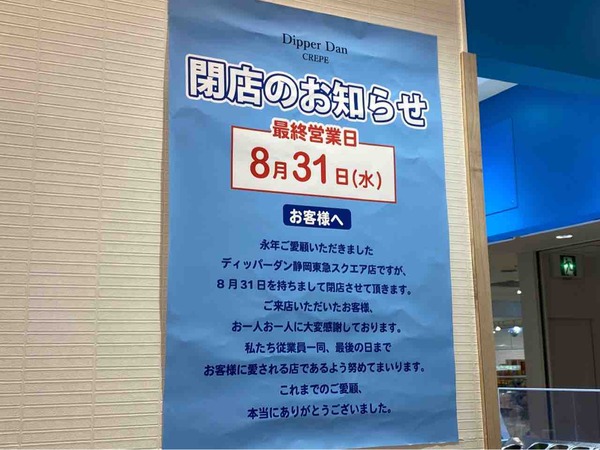 Dipper Dan
CREPE
閉店のお知らせ
最終営業日
8月31日(水)
お客様へ
永年ご愛顧いただきました
ディッパーダン静岡東急スクエア店ですが、
8月31日を持ちまして閉店させて頂きます。
ご来店いただいたお客様、
お一人お一人に大変感謝しております。
私たち従業員一同、最後の日まで
お客様に愛される店であるよう努めてまいります。
これまでのご愛顧、
本当にありがとうございました。